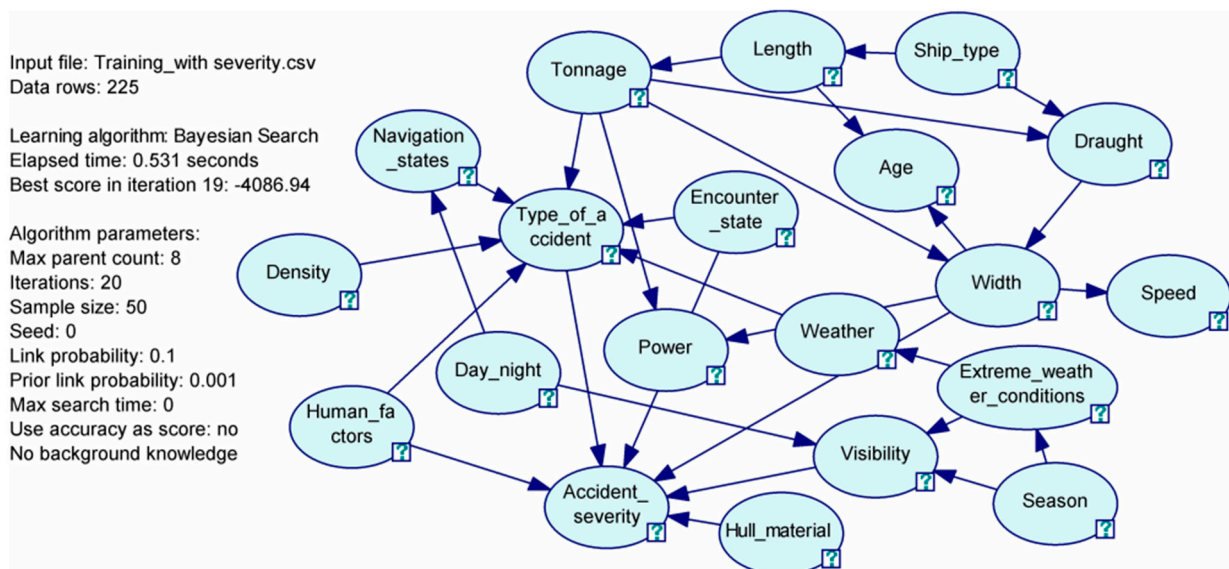 Input file: Training_with severity.csv
Data rows: 225
Learning algorithm: Bayesian Search
Elapsed time: 0.531 seconds
Best score in iteration 19: -4086.94
Algorithm parameters:
Max parent count: 8
Iterations: 20
Sample size: 50
Seed: 0
Link probability: 0.1
Prior link probability: 0.001
Max search time: 0
Use accuracy as score: no
No background knowledge
Tonnage
?
Length
?
Ship_type
?
Navigation
_states
?
Draught
?
Age
?
Type_of_a
ccident
?
Encounter
_state
?
Density
?
Width
?
Speed
?
Power
?
Weather
?
Day_night
?
Extreme_weath
er_conditions
?
Human_fa
ctors
?
Visibility
?
Accident_
severity
?
Season
?
Hull_material
?